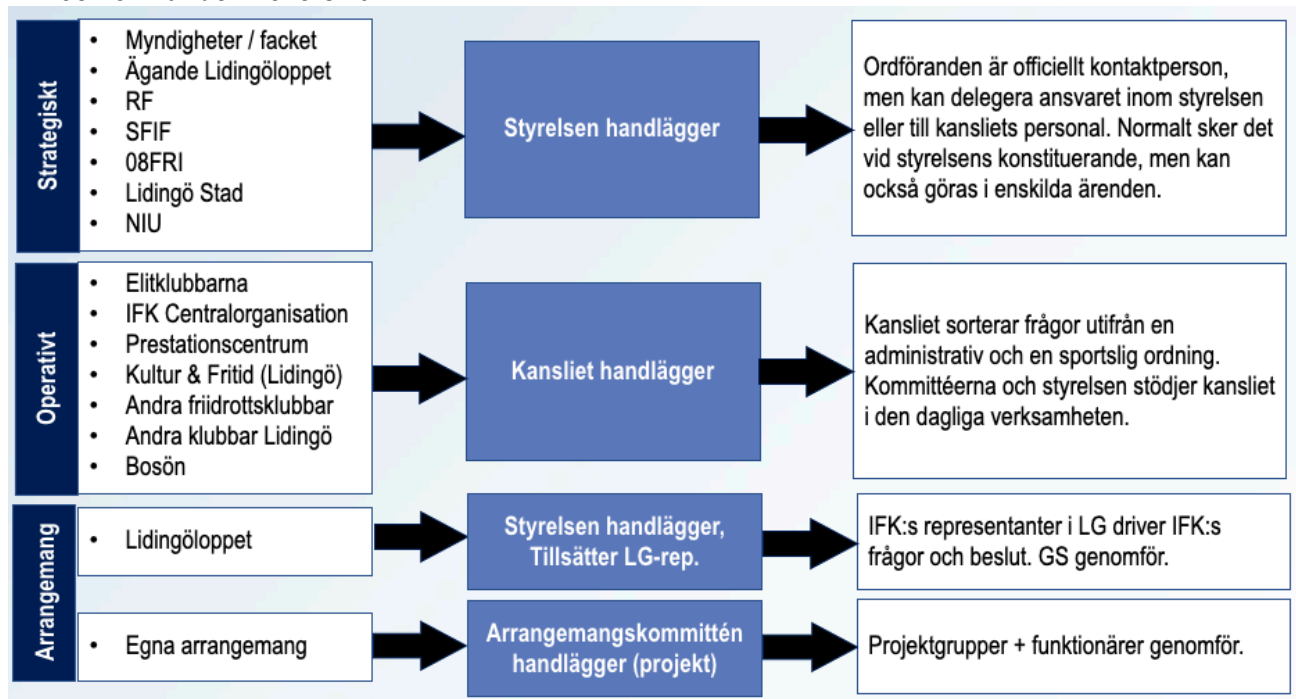 Strategiskt
• Myndigheter / facket
• Ägande Lidingöloppet
• RF
• SFIF
• 08FRI
• Lidingö Stad
• NIU
Styrelsen handlägger
Ordföranden är officiellt kontaktperson,
men kan delegera ansvaret inom styrelsen
eller till kansliets personal. Normalt sker det
vid styrelsens konstituerande, men kan
också göras i enskilda ärenden.
Operativt
• Elitklubbarna
• IFK Centralorganisation
• Prestationscentrum
• Kultur & Fritid (Lidingö)
• Andra friidrottsklubbar
• Andra klubbar Lidingö
• Bosön
Kansliet handlägger
Kansliet sorterar frågor utifrån en
administrativ och en sportslig ordning.
Kommittéerna och styrelsen stödjer kansliet
i den dagliga verksamheten.
Arrangemang
• Lidingöloppet
Styrelsen handlägger,
Tillsätter LG-rep.
IFK:s representanter i LG driver IFK:s
frågor och beslut. GS genomför.
• Egna arrangemang
Arrangemangskommittén
handlägger (projekt)
Projektgrupper + funktionärer genomför.